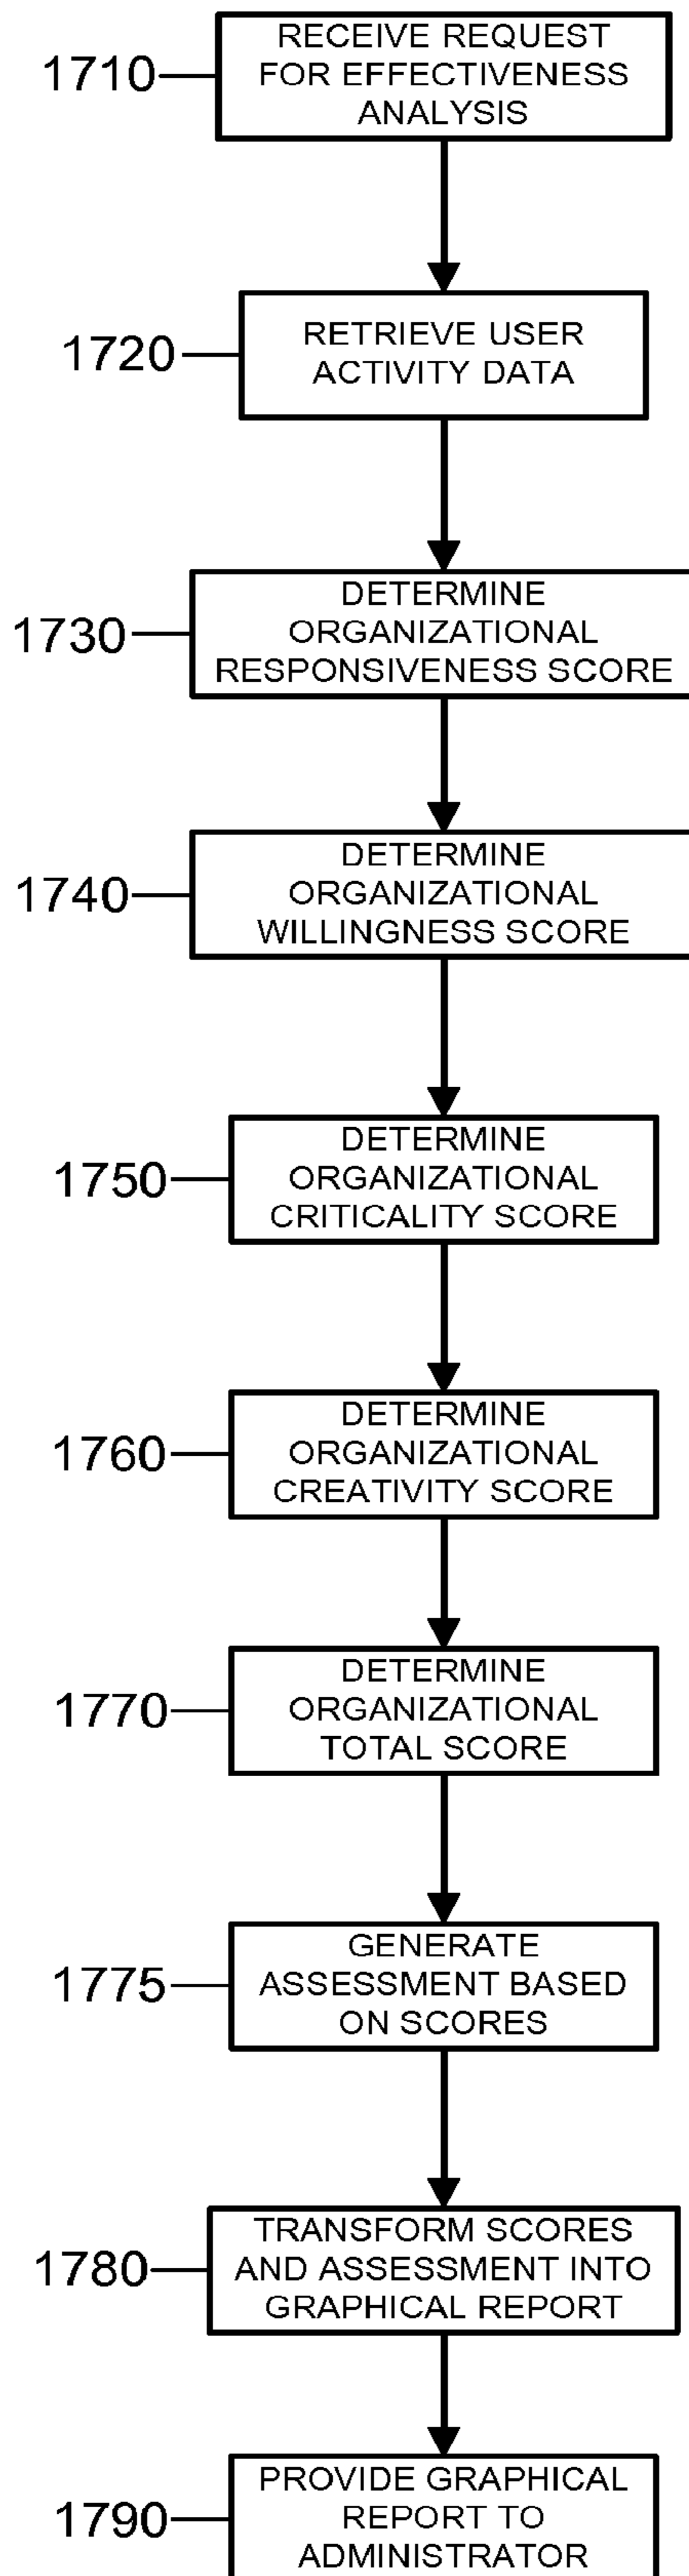 1710
RECEIVE REQUEST
FOR EFFECTIVENESS
ANALYSIS
1720
RETRIEVE USER
ACTIVITY DATA
1730
DETERMINE
ORGANIZATIONAL
RESPONSIVENESS SCORE
1740
DETERMINE
ORGANIZATIONAL
WILLINGNESS SCORE
1750
DETERMINE
ORGANIZATIONAL
CRITICALITY SCORE
1760
DETERMINE
ORGANIZATIONAL
CREATIVITY SCORE
1770
DETERMINE
ORGANIZATIONAL
TOTAL SCORE
1775
GENERATE
ASSESSMENT BASED
ON SCORES
1780
TRANSFORM SCORES
AND ASSESSMENT INTO
GRAPHICAL REPORT
1790
PROVIDE GRAPHICAL
REPORT TO
ADMINISTRATOR